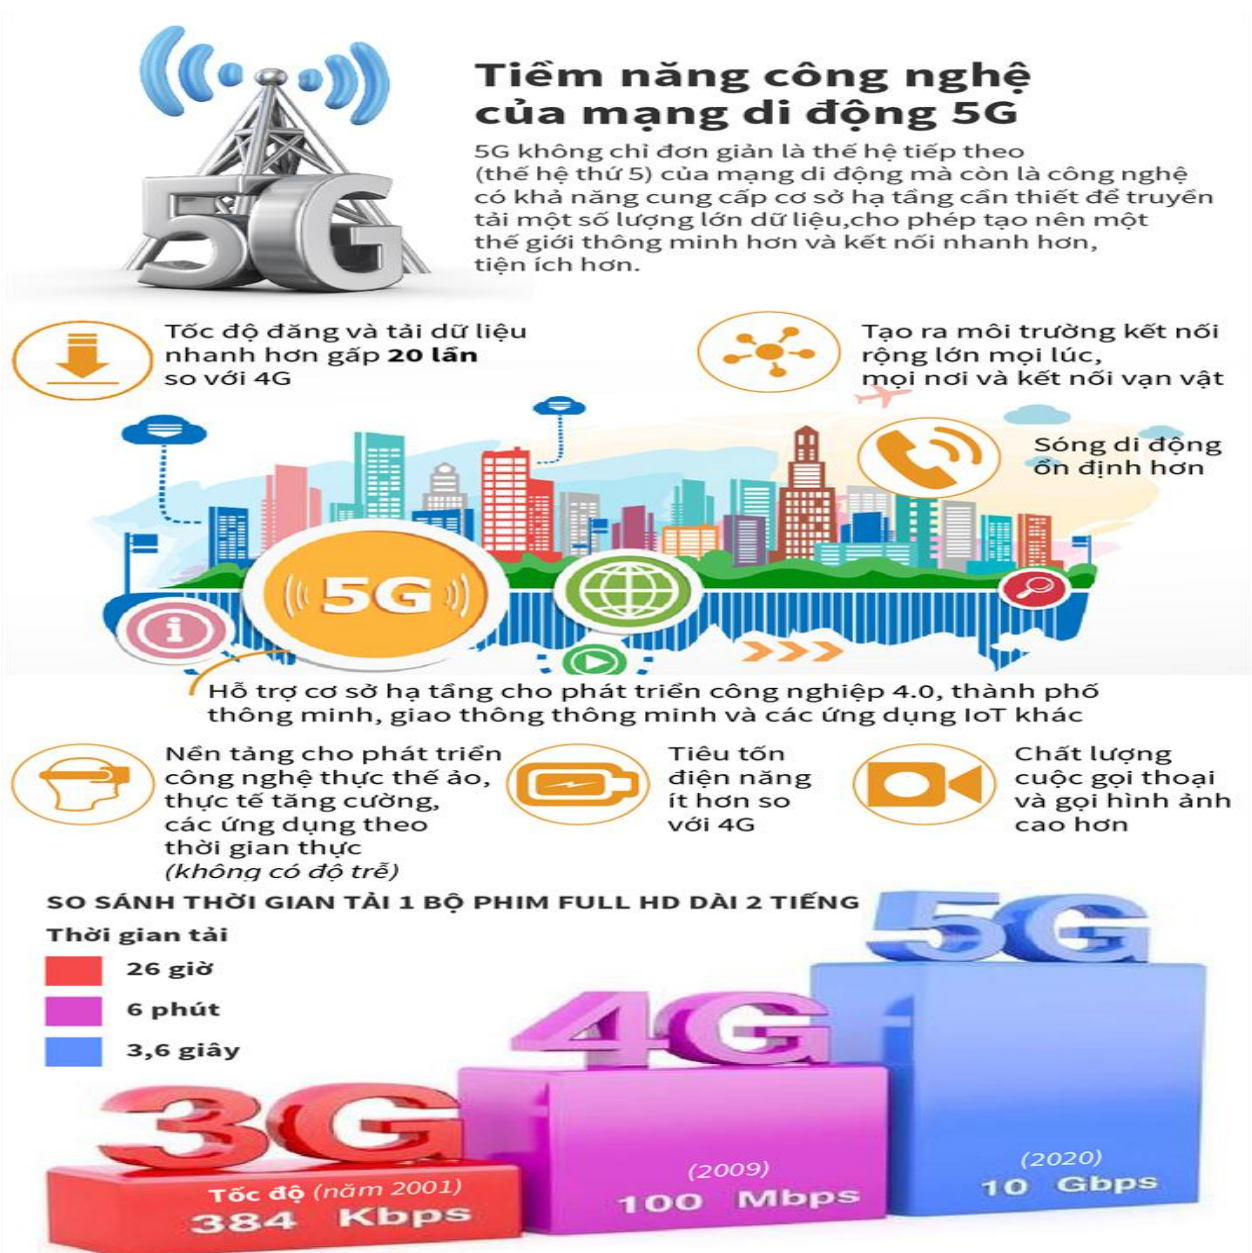 5G
Tiềm năng công nghệ
của mạng di động 5G
5G không chỉ đơn giản là thế hệ tiếp theo
(thế hệ thứ 5) của mạng di động mà còn là công nghệ
có khả năng cung cấp cơ sở hạ tầng cần thiết để truyền
tải một số lượng lớn dữ liệu,cho phép tạo nên một
thế giới thông minh hơn và kết nối nhanh hơn,
tiện ích hơn.
Tốc độ đăng và tải dữ liệu
nhanh hơn gấp 20 lần
so với 4G
Tạo ra môi trường kết nối
rộng lớn mọi lúc,
mọi nơi và kết nối vạn vật
Sóng di động
ổn định hơn
5G
i
Hỗ trợ cơ sở hạ tầng cho phát triển công nghiệp 4.0, thành phố
thông minh, giao thông thông minh và các ứng dụng IoT khác
Nền tảng cho phát triển
công nghệ thực thế ảo,
thực tế tăng cường,
các ứng dụng theo
thời gian thực
(không có độ trễ)
Tiêu tốn
điện năng
ít hơn so
với 4G
Chất lượng
cuộc gọi thoại
và gọi hình ảnh
cao hơn
SO SÁNH THỜI GIAN TẢI 1 BỘ PHIM FULL HD DÀI 2 TIẾNG
Thời gian tải
26 giờ
6 phút
3,6 giây
3G
Tốc độ (năm 2001)
384 Kbps
4G
(2009)
100 Mbps
5G
(2020)
10 Gbps